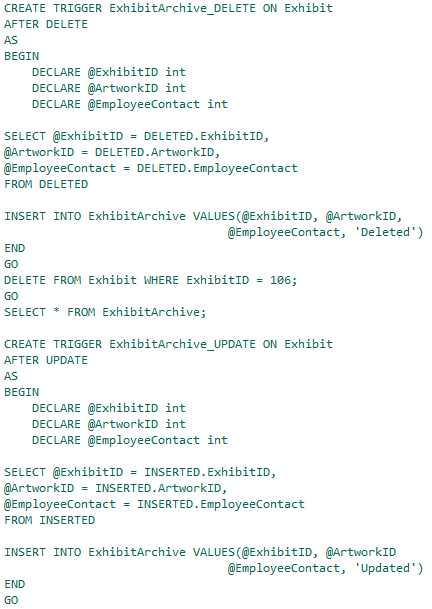 CREATE TRIGGER ExhibitArchive_DELETE ON Exhibit
AFTER DELETE
AS
BEGIN
    DECLARE @ExhibitID int
    DECLARE @ArtworkID int
    DECLARE @EmployeeContact int

SELECT @ExhibitID = DELETED.ExhibitID,
@ArtworkID = DELETED.ArtworkID,
@EmployeeContact = DELETED.EmployeeContact
FROM DELETED

INSERT INTO ExhibitArchive VALUES(@ExhibitID, @ArtworkID,
                                @EmployeeContact, 'Deleted')
END
GO
DELETE FROM Exhibit WHERE ExhibitID = 106;
GO
SELECT * FROM ExhibitArchive;

CREATE TRIGGER ExhibitArchive_UPDATE ON Exhibit
AFTER UPDATE
AS
BEGIN
    DECLARE @ExhibitID int
    DECLARE @ArtworkID int
    DECLARE @EmployeeContact int

SELECT @ExhibitID = INSERTED.ExhibitID,
@ArtworkID = INSERTED.ArtworkID,
@EmployeeContact = INSERTED.EmployeeContact
FROM INSERTED

INSERT INTO ExhibitArchive VALUES(@ExhibitID, @ArtworkID
                                @EmployeeContact, 'Updated')
END
GO